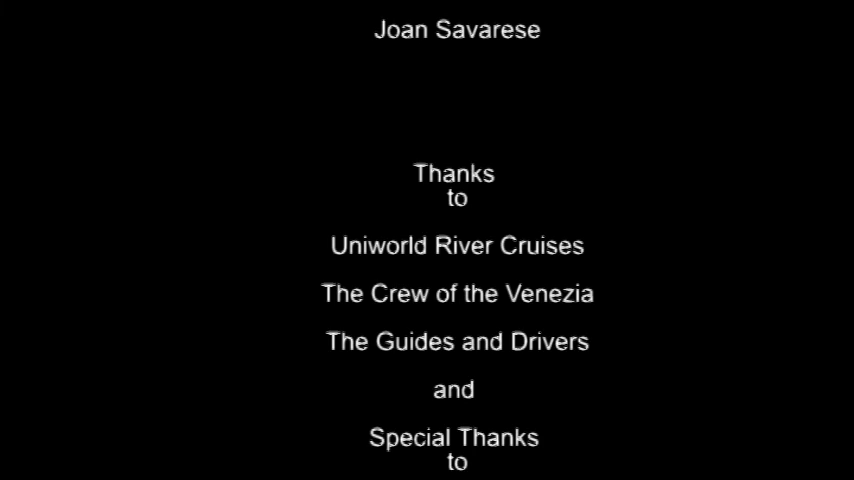 Joan Savarese
Thanks
to
Uniworld River Cruises
The Crew of the Venezia
The Guides and Drivers
and
Special Thanks
to